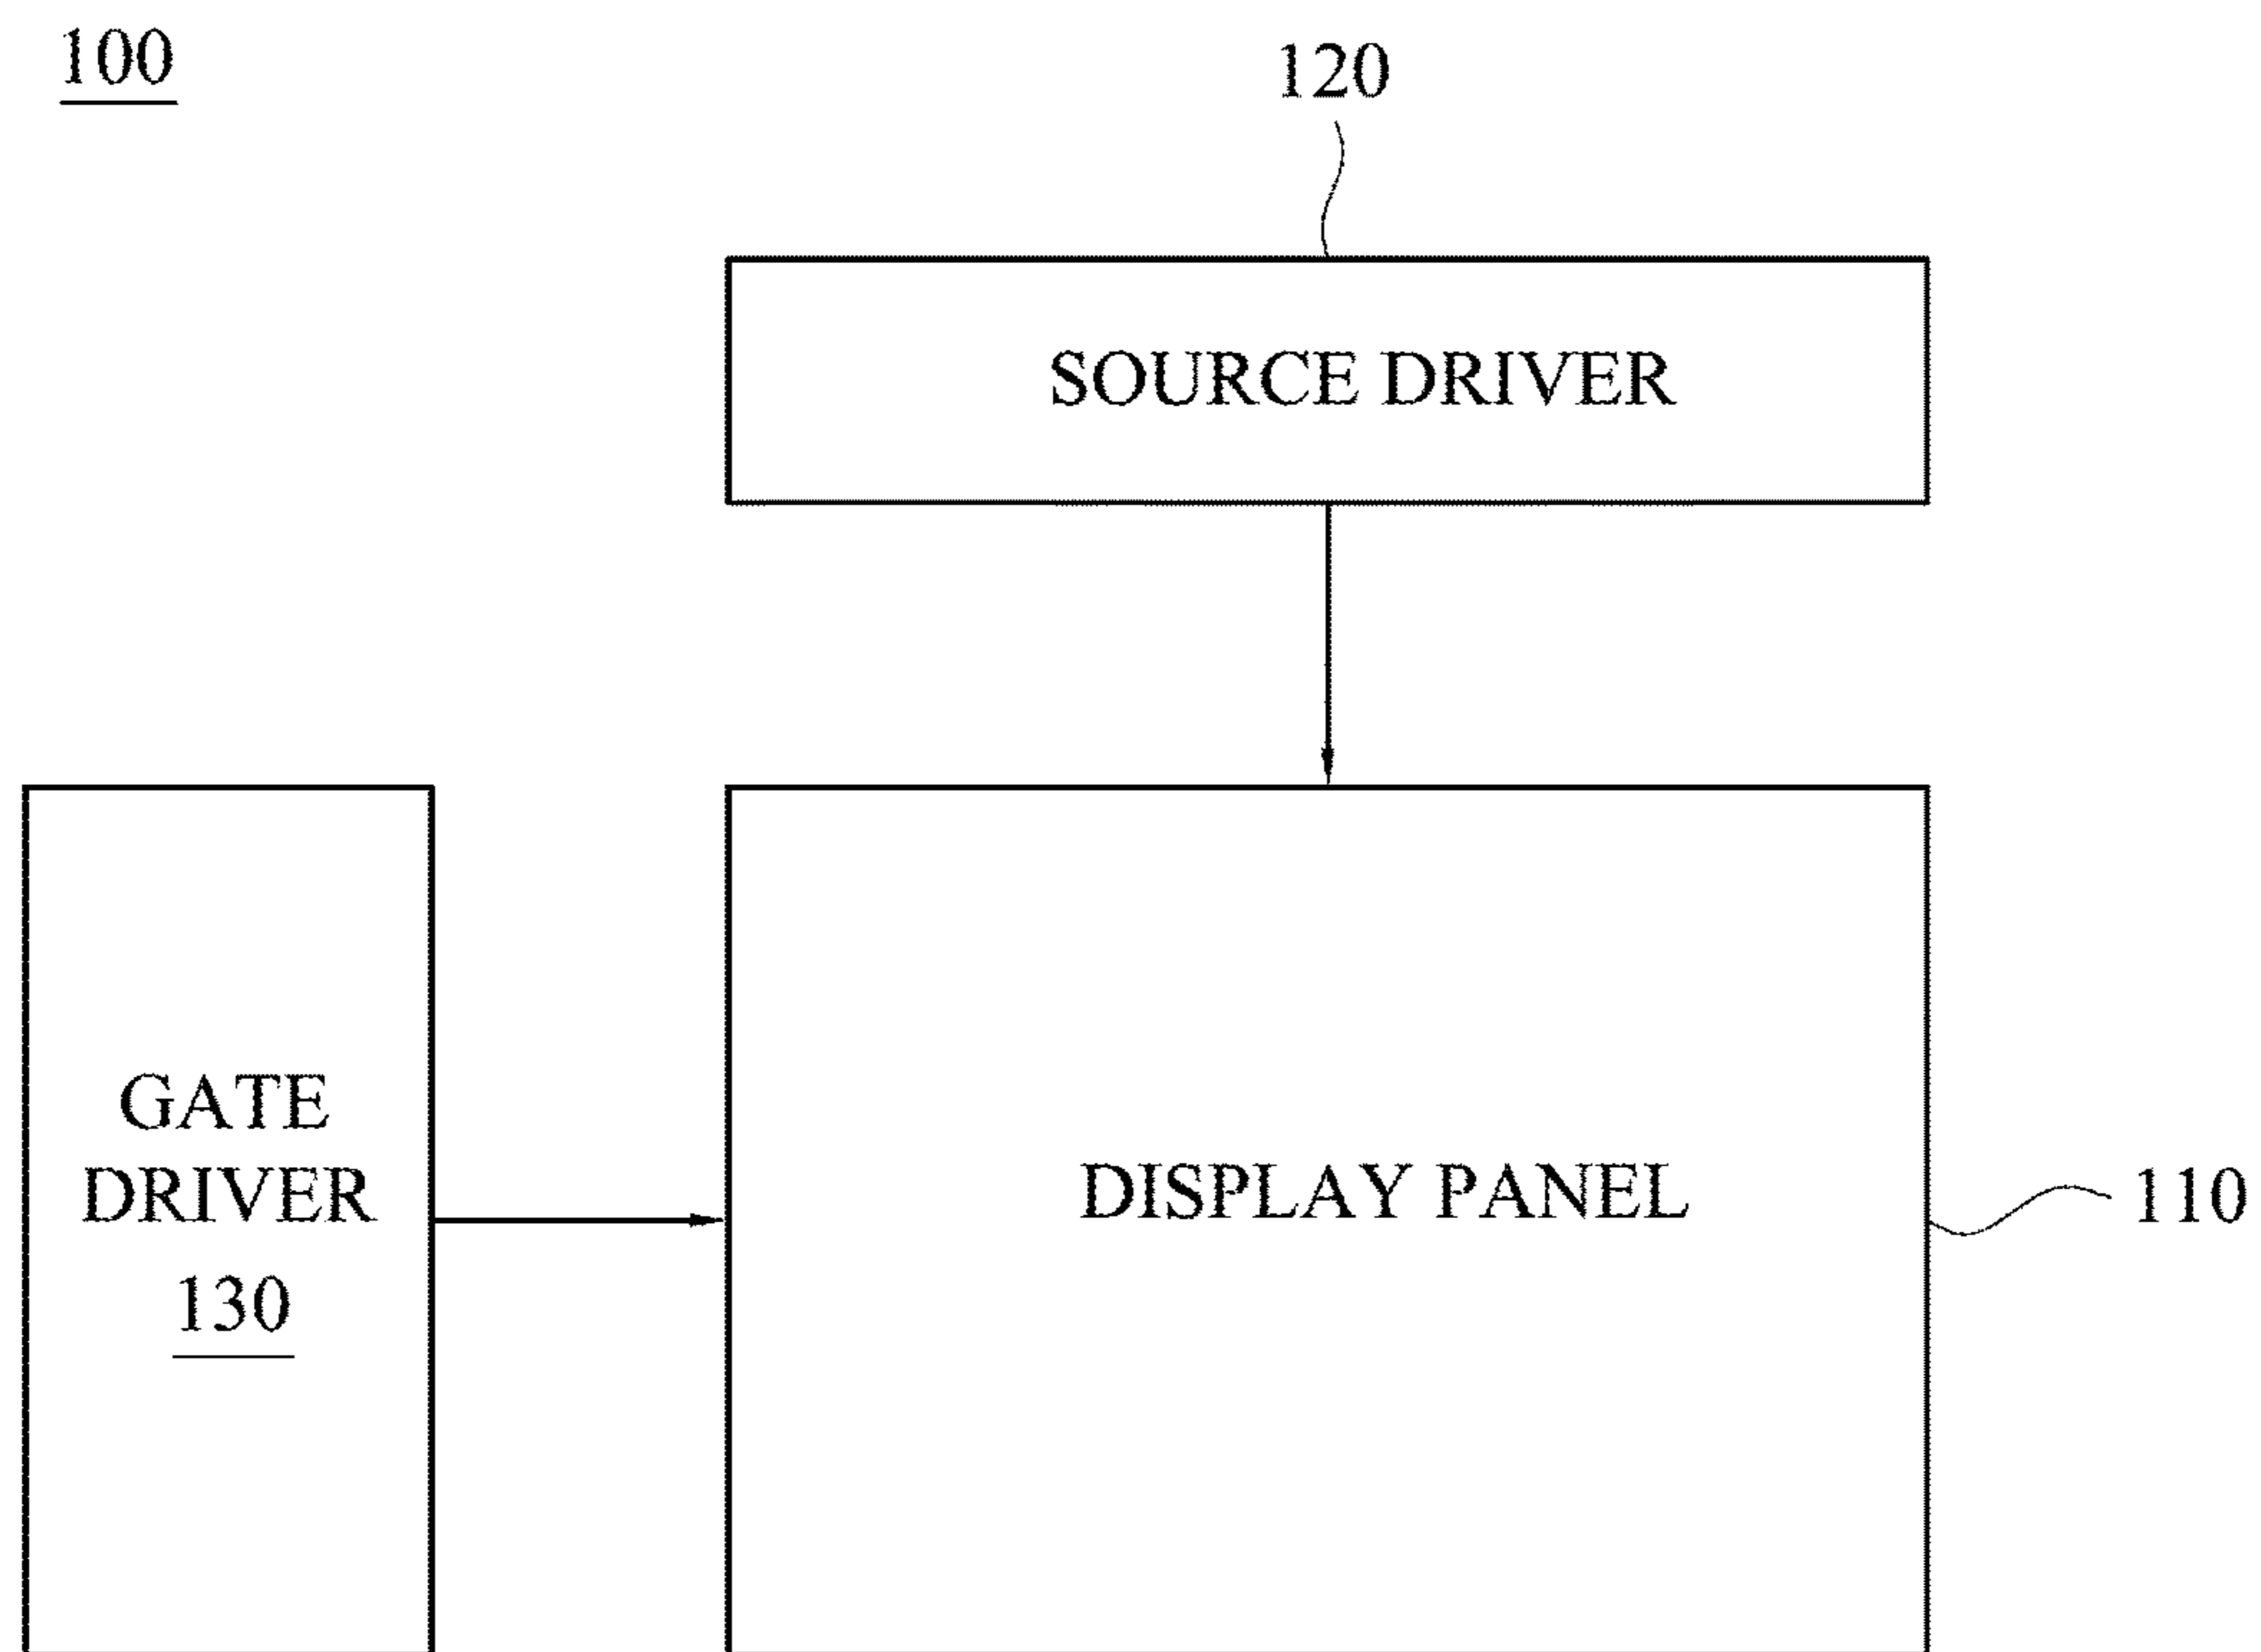 100
120
SOURCE DRIVER
GATE
DRIVER
130
DISPLAY PANEL
110